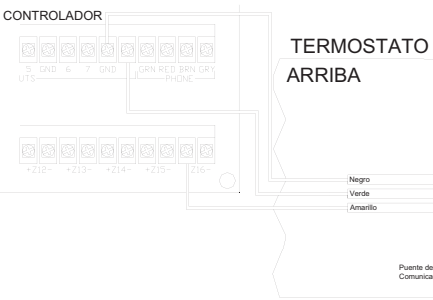 CONTROLADOR
TERMOSTATO
ARRIBA
5 GND 6 7 GND GRN RED BRN GRY
UTS PHONE
+Z12- +Z13- +Z14- +Z15- +Z16-
Negro
Verde
Amarillo
Puente de
Comunica